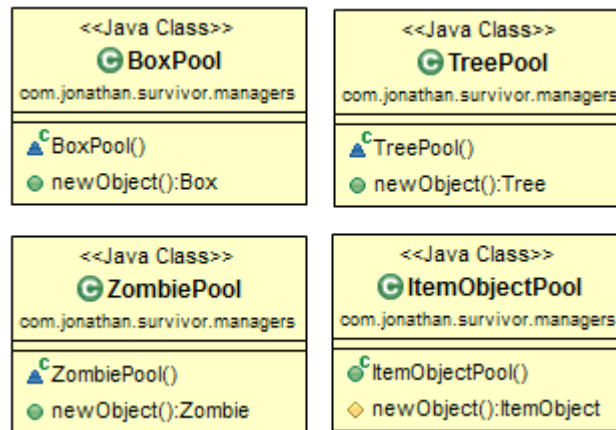 <<Java Class>>
BoxPool
com.jonathan.survivor.managers
BoxPool()
newObject():Box
<<Java Class>>
TreePool
com.jonathan.survivor.managers
TreePool()
newObject():Tree
<<Java Class>>
ZombiePool
com.jonathan.survivor.managers
ZombiePool()
newObject():Zombie
<<Java Class>>
ItemObjectPool
com.jonathan.survivor.managers
ItemObjectPool()
newObject():ItemObject